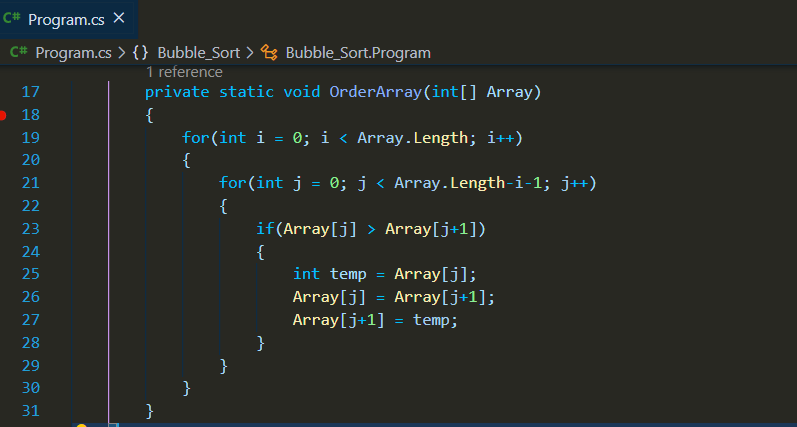 C# Program.cs ×
C# Program.cs > {} Bubble_Sort > Bubble_Sort.Program
1 reference
17 private static void OrderArray(int[] Array)
18 {
19 for(int i = 0; i < Array.Length; i++)
20 {
21 for(int j = 0; j < Array.Length-i-1; j++)
22 {
23 if(Array[j] > Array[j+1])
24 {
25 int temp = Array[j];
26 Array[j] = Array[j+1];
27 Array[j+1] = temp;
28 }
29 }
30 }
31 }